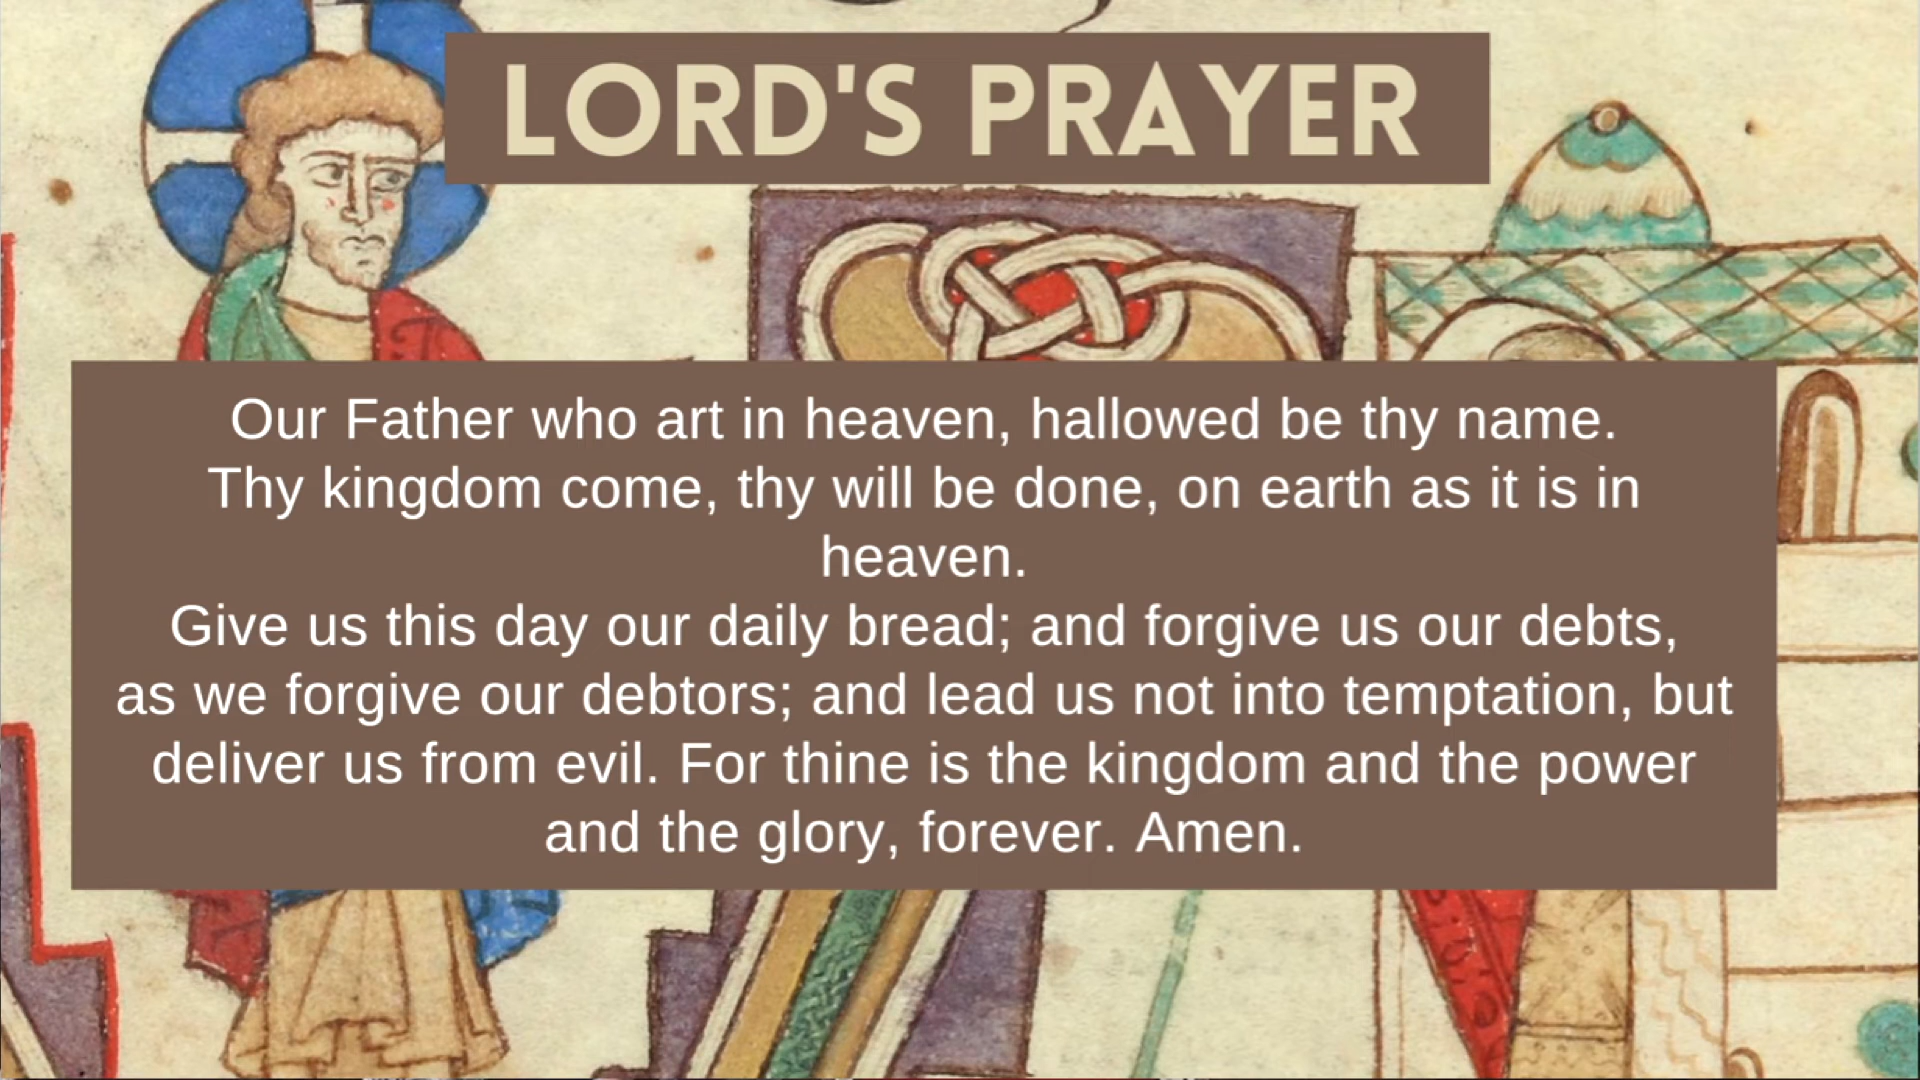 LORD'S PRAYER
Our Father who art in heaven, hallowed be thy name.
Thy kingdom come, thy will be done, on earth as it is in
heaven.
Give us this day our daily bread; and forgive us our debts,
as we forgive our debtors; and lead us not into temptation, but
deliver us from evil. For thine is the kingdom and the power
and the glory, forever. Amen.